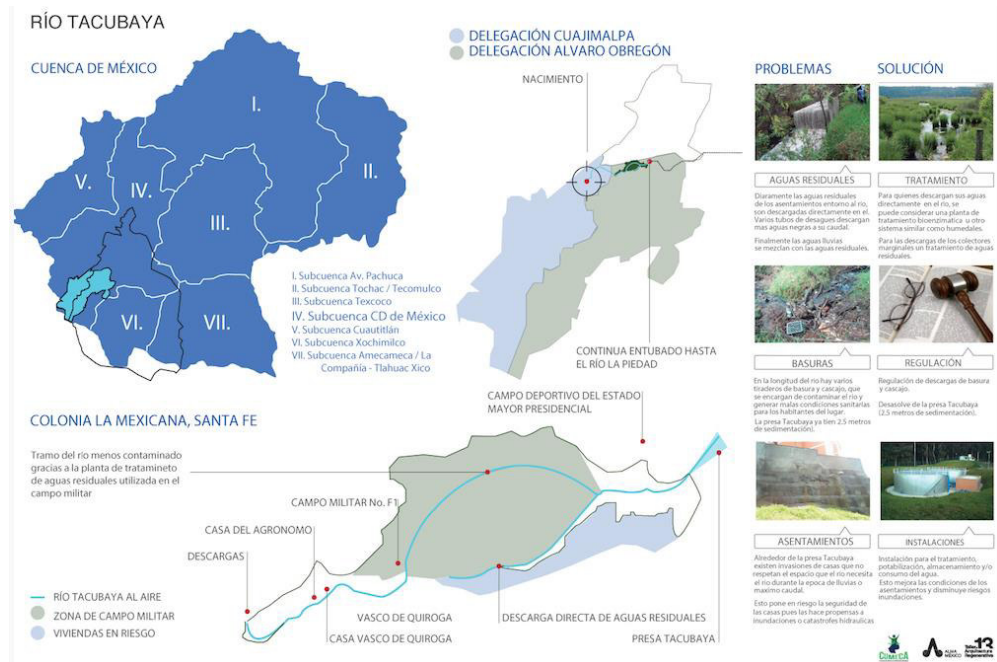 RÍO TACUBAYA
CUENCA DE MÉXICO
I.
II.
III.
IV.
V.
VI.
VII.
I. Subcuenca Av. Pachuca
II. Subcuenca Tochac / Tecomulco
III. Subcuenca Texcoco
IV. Subcuenca CD de México
V. Subcuenca Cuautitlán
VI. Subcuenca Xochimilco
VII. Subcuenca Amecameca / La
Compañía - Tlahuac Xico
DELEGACIÓN CUAJIMALPA
DELEGACIÓN ALVARO OBREGÓN
NACIMIENTO
CONTINUA ENTUBADO HASTA
EL RÍO LA PIEDAD
COLONIA LA MEXICANA, SANTA FE
Tramo del río menos contaminado
gracias a la planta de tratamineto
de aguas residuales utilizada en el
campo militar
CAMPO DEPORTIVO DEL ESTADO
MAYOR PRESIDENCIAL
CAMPO MILITAR No. F1
CASA DEL AGRONOMO
DESCARGAS
VASCO DE QUIROGA
CASA VASCO DE QUIROGA
DESCARGA DIRECTA DE AGUAS RESIDUALES
PRESA TACUBAYA
RÍO TACUBAYA AL AIRE
ZONA DE CAMPO MILITAR
VIVIENDAS EN RIESGO
PROBLEMAS
AGUAS RESIDUALES
Diaramente las aguas residuales
de los asentamientos entorno al río,
son descargadas directamente en el.
Varios tubos de desagues descargan
mas aguas negras a su caudal.
Finalmente las aguas lluvias
se mezclan con las aguas residuales.
BASURAS
En la longitud del rio hay varios
tiraderos de basura y cascajo, que
se encargan de contaminar el río y
generar malas condiciones sanitarias
para los habitantes del lugar.
La presa Tacubaya ya tien 2.5 metros
de sedimentación).
ASENTAMIENTOS
Alrededor de la presa Tacubaya
existen invasiones de casas que no
respetan el espacio que el río necesita
el rio durante la epoca de lluvias o
maximo caudal.
Esto pone en riesgo la seguridad de
las casas pues las hace propensas a
inundaciones o catastrofes hidraulicas
SOLUCIÓN
TRATAMIENTO
Para quienes descargan sus aguas
directamente en el río, se
puede considerar una planta de
tratamiento bioenzimatica u otro
sistema similar como humedales.
Para las descargas de los colectores
marginales un tratamiento de aguas
residuales.
REGULACIÓN
Regulación de descargas de basura
y cascajo.
Desasolve de la presa Tacubaya
(2.5 metros de sedimentación).
INSTALACIONES
Instalación para el tratamiento,
potabilización, almacenamiento y/o
consumo del agua.
Esto mejora las condiciones de los
asentamientos y disminuye riesgos
inundaciones.
CUMECA
ALHA
MÉXICO
Taller 13
Arquitectura
Regenerativa